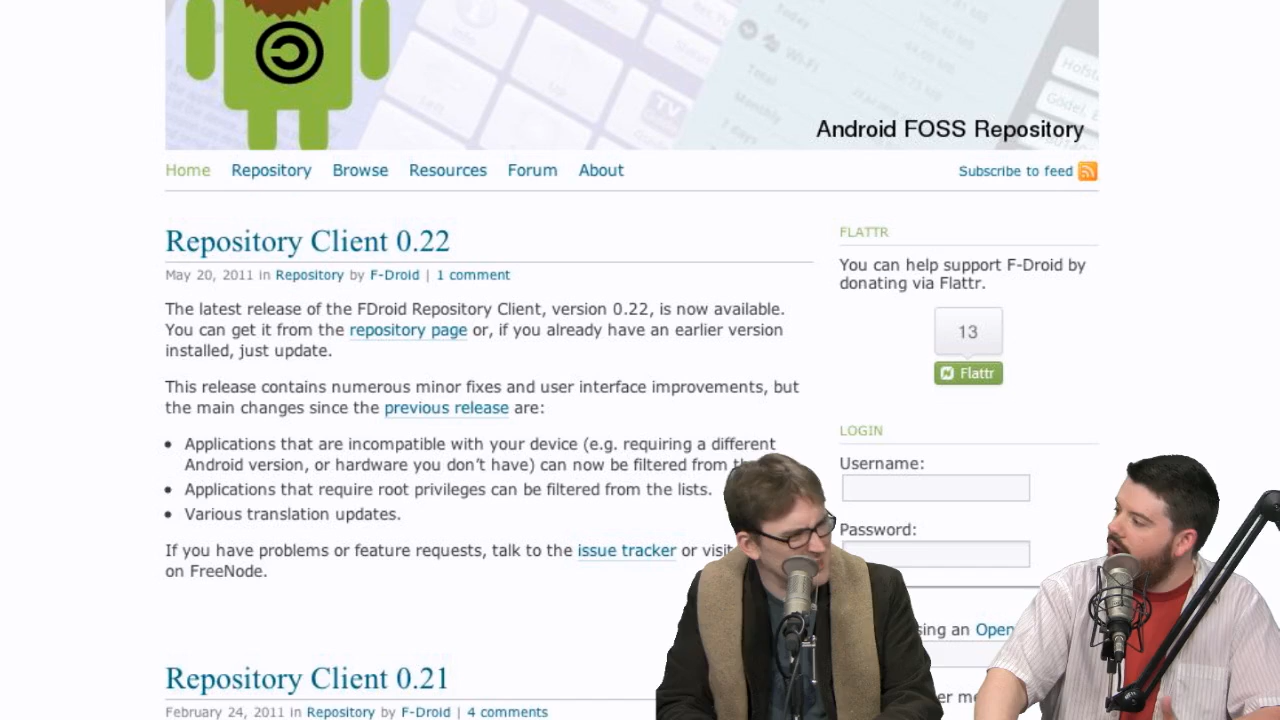 Android FOSS Repository
Home Repository Browse Resources Forum About Subscribe to feed
Repository Client 0.22
May 20, 2011 in Repository by F-Droid | 1 comment
The latest release of the FDroid Repository Client, version 0.22, is now available.
You can get it from the repository page or, if you already have an earlier version
installed, just update.
This release contains numerous minor fixes and user interface improvements, but
the main changes since the previous release are:
Applications that are incompatible with your device (e.g. requiring a different
Android version, or hardware you don't have) can now be filtered from
Applications that require root privileges can be filtered from the lists.
Various translation updates.
If you have problems or feature requests, talk to the issue tracker or visit
on FreeNode.
Repository Client 0.21
February 24, 2011 in Repository by F-Droid | 4 comments
FLATTR
You can help support F-Droid by
donating via Flattr.
13
Flattr
LOGIN
Username:
Password:
an Open